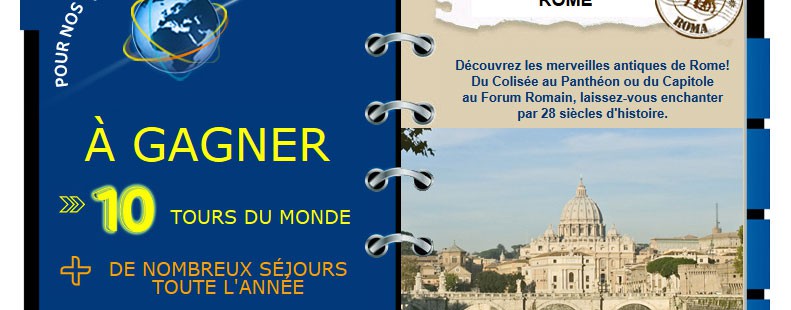 POUR NOS
À GAGNER
10 TOURS DU MONDE
+ DE NOMBREUX SÉJOURS
TOUTE L'ANNÉE
ROME
ROMA
Découvrez les merveilles antiques de Rome!
Du Colisée au Panthéon ou du Capitole
au Forum Romain, laissez-vous enchanter
par 28 siècles d'histoire.